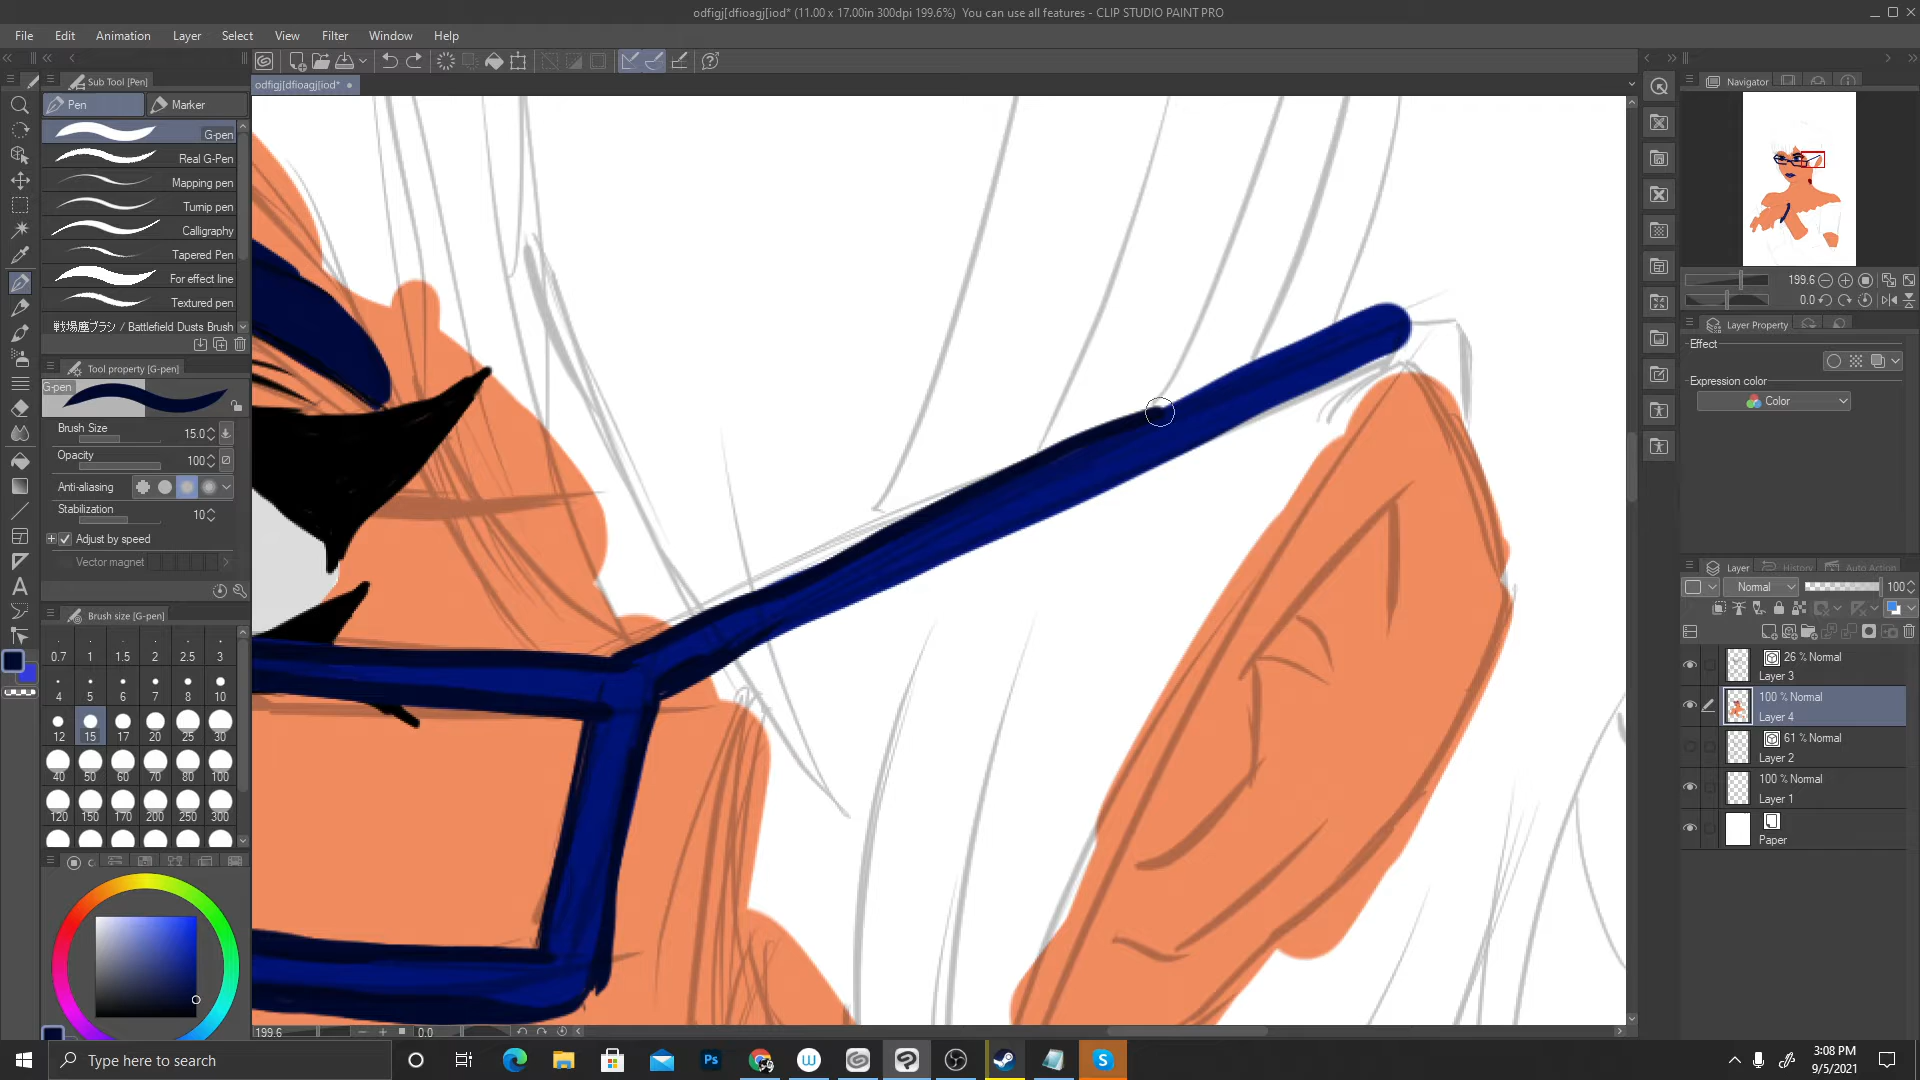 odfigj[dfioagj[iod* (11.00 x 17.00in 300dpi 199.6%)  You can use all features - CLIP STUDIO PAINT PRO
File Edit Animation Layer Select View Filter Window Help
Sub Tool [Pen]
odfigj[dfioagj[iod*
Navigator
Pen Marker
G-pen
Real G-Pen
Mapping pen
Turnip pen
Calligraphy
Tapered Pen
For effect line
Textured pen
戦場塵ブラシ / Battlefield Dusts Brush
Tool property [G-pen]
G-pen
Brush Size 15.0
Opacity 100
Anti-aliasing
Stabilization 10
Adjust by speed
Vector magnet
Brush size [G-pen]
0.7 1 1.5 2 2.5 3
4 5 6 7 8 10
12 15 17 20 25 30
40 50 60 70 80 100
120 150 170 200 250 300
199.6 0.0
199.6
0.0
Layer Property
Effect
Expression color
Color
Layer History Auto Action
Normal 100
26 % Normal
Layer 3
100 % Normal
Layer 4
61 % Normal
Layer 2
100 % Normal
Layer 1
Paper
Type here to search
Ps
3:08 PM
9/5/2021